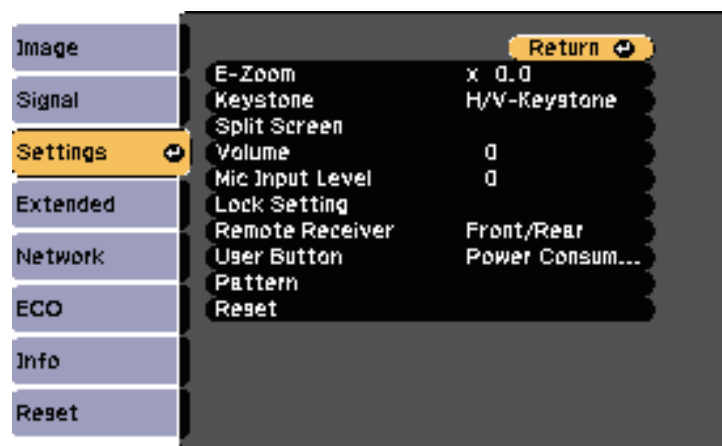 Image
Signal
Settings
Extended
Network
ECO
Info
Reset
Return
E-Zoom x 0.0
Keystone H/V-Keystone
Split Screen
Volume 0
Mic Input Level 0
Lock Setting
Remote Receiver Front/Rear
User Button Power Consum...
Pattern
Reset